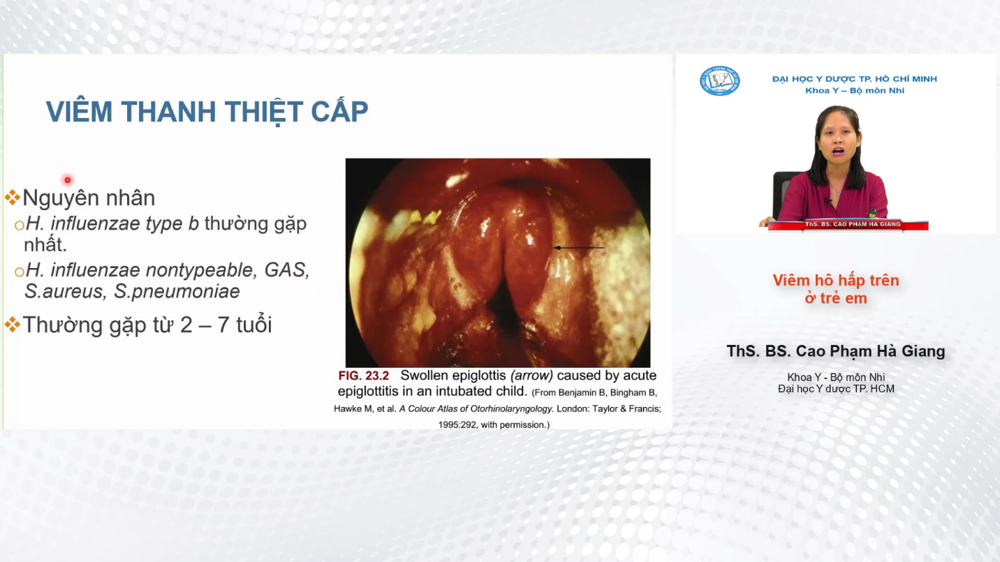 VIÊM THANH THIỆT CẤP
Nguyên nhân
H. influenzae type b thường gặp
nhất.
H. influenzae nontypeable, GAS,
S.aureus, S.pneumoniae
Thường gặp từ 2 – 7 tuổi
FIG. 23.2 Swollen epiglottis (arrow) caused by acute
epiglottitis in an intubated child. (From Benjamin B, Bingham B,
Hawke M, et al. A Colour Atlas of Otorhinolaryngology. London: Taylor & Francis;
1995:292, with permission.)
ĐẠI HỌC Y DƯỢC TP. HỒ CHÍ MINH
Khoa Y – Bộ môn Nhi
ThS. BS. CAO PHẠM HÀ GIANG
Viêm hô hấp trên
ở trẻ em
ThS. BS. Cao Phạm Hà Giang
Khoa Y - Bộ môn Nhi
Đại học Y dược TP. HCM